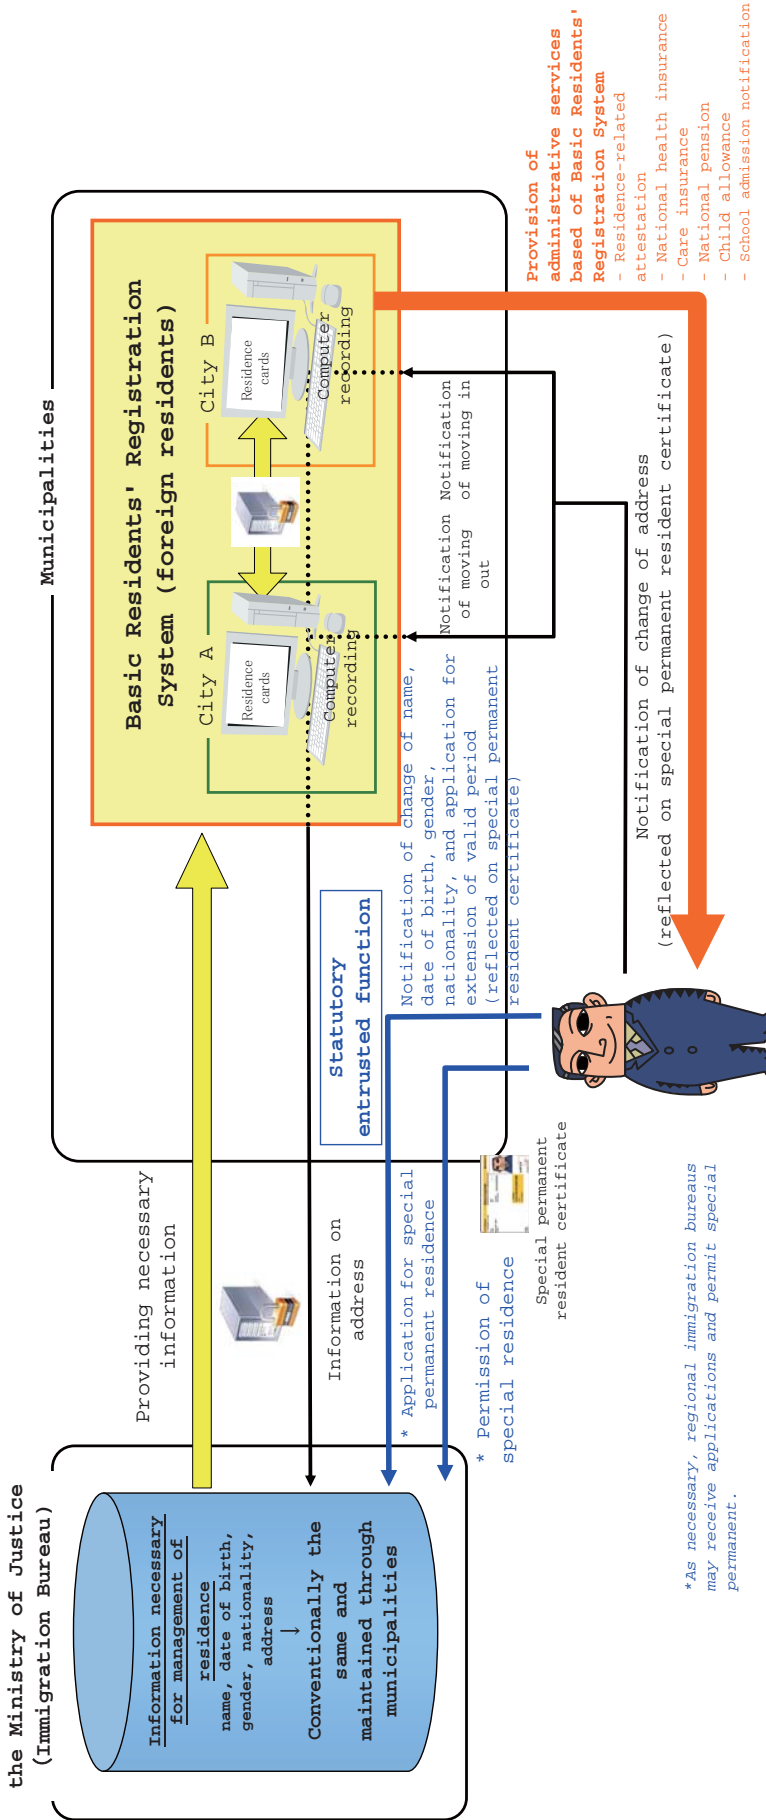 the Ministry of Justice
(Immigration Bureau)
Information necessary
for management of
residence
name, date of birth,
gender, nationality,
address
↓
Conventionally the
same and
maintained through
municipalities
Providing necessary
information
Information on
address
* Application for special
permanent residence
* Permission of
special residence
Special permanent
resident certificate
*As necessary, regional immigration bureaus
may receive applications and permit special
permanent.
Municipalities
Basic Residents' Registration
System (foreign residents)
City A
Residence
cards
Computer
recording
City B
Residence
cards
Computer
recording
Statutory
entrusted function
Notification of change of name,
date of birth, gender,
nationality, and application for
extension of valid period
(reflected on special permanent
resident certificate)
Notification
of moving
out
Notification
of moving in
Notification of change of address
(reflected on special permanent resident certificate)
Provision of
administrative services
based of Basic Residents'
Registration System
- Residence-related
attestation
- National health insurance
- Care insurance
- National pension
- Child allowance
- School admission notification